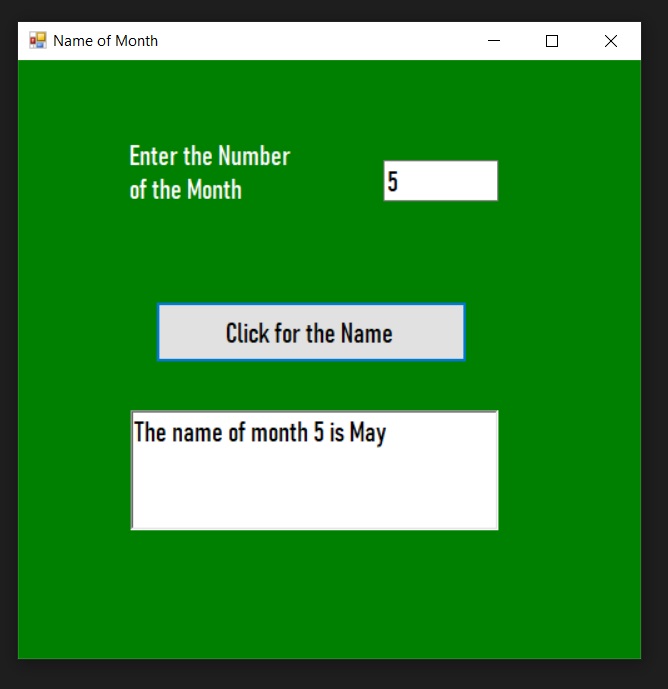 Name of Month
Enter the Number
of the Month
5
Click for the Name
The name of month 5 is May